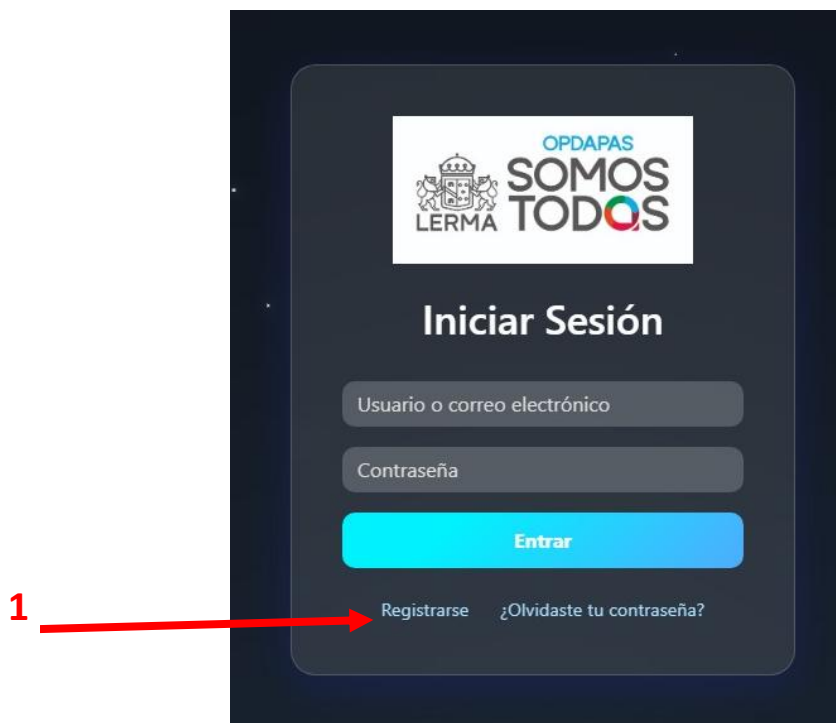 OPDAPAS
SOMOS
TODOS
LERMA
Iniciar Sesión
Usuario o correo electrónico
Contraseña
Entrar
1
Registrarse ¿Olvidaste tu contraseña?